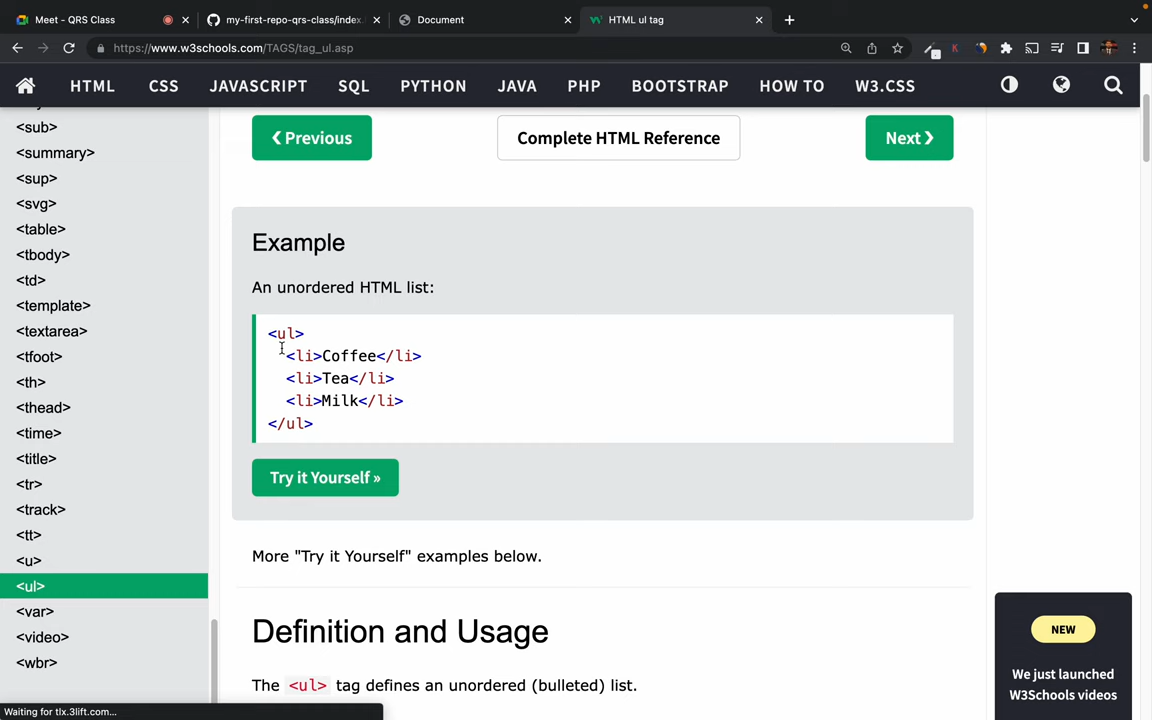 Meet - QRS Class
my-first-repo-qrs-class/index.
Document
HTML ul tag
https://www.w3schools.com/TAGS/tag_ul.asp
HTML CSS JAVASCRIPT SQL PYTHON JAVA PHP BOOTSTRAP HOW TO W3.CSS
<sub>
<summary>
<sup>
<svg>
<table>
<tbody>
<td>
<template>
<textarea>
<tfoot>
<th>
<thead>
<time>
<title>
<tr>
<track>
<tt>
<u>
<ul>
<var>
<video>
<wbr>
❮ Previous
Complete HTML Reference
Next ❯
Example
An unordered HTML list:
<ul>
<li>Coffee</li>
<li>Tea</li>
<li>Milk</li>
</ul>
Try it Yourself »
More "Try it Yourself" examples below.
Definition and Usage
The <ul> tag defines an unordered (bulleted) list.
NEW
We just launched
W3Schools videos
Waiting for tlx.3lift.com...